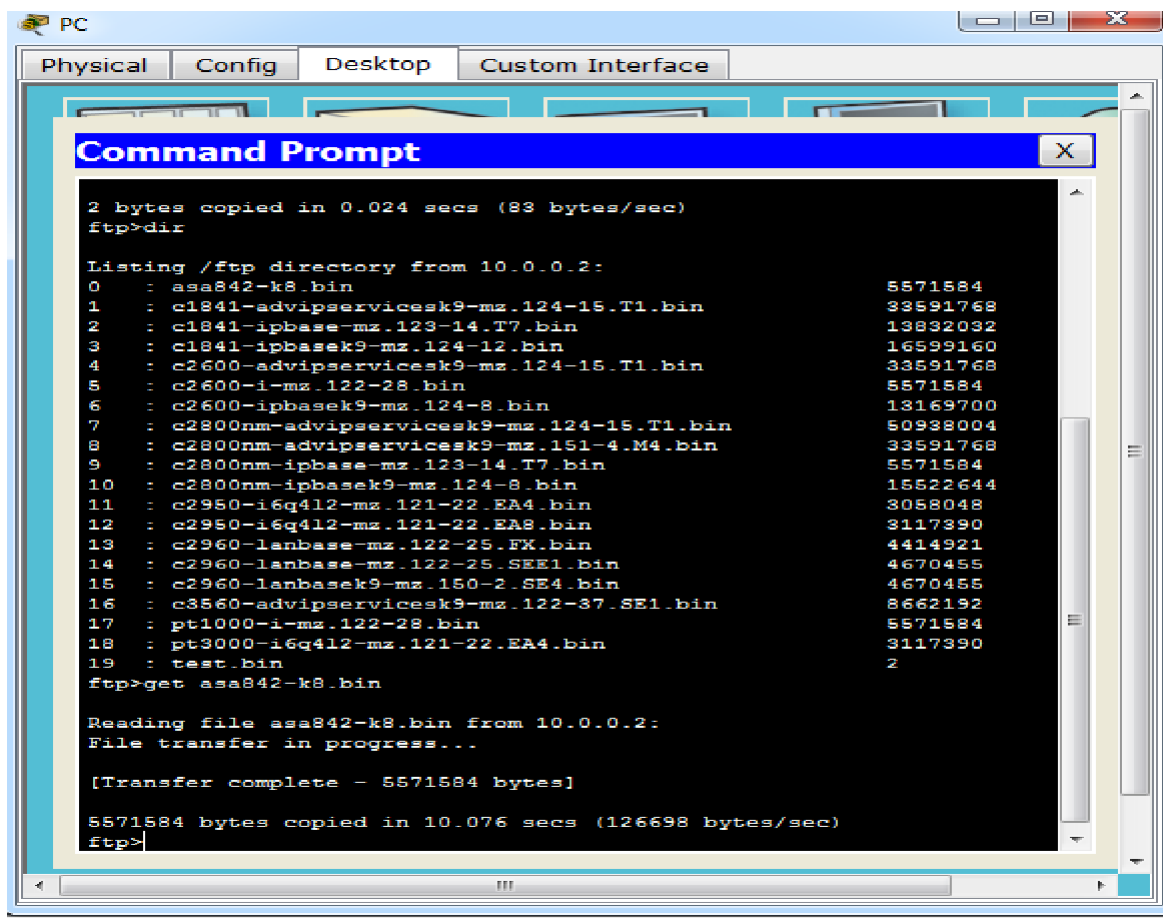 PC
Physical Config Desktop Custom Interface
Command Prompt X
2 bytes copied in 0.024 secs (83 bytes/sec)
ftp>dir
Listing /ftp directory from 10.0.0.2:
0 : asa842-k8.bin 5571584
1 : c1841-advipservicesk9-mz.124-15.T1.bin 33591768
2 : c1841-ipbase-mz.123-14.T7.bin 13832032
3 : c1841-ipbasek9-mz.124-12.bin 16599160
4 : c2600-advipservicesk9-mz.124-15.T1.bin 33591768
5 : c2600-i-mz.122-28.bin 5571584
6 : c2600-ipbasek9-mz.124-8.bin 13169700
7 : c2800nm-advipservicesk9-mz.124-15.T1.bin 50938004
8 : c2800nm-advipservicesk9-mz.151-4.M4.bin 33591768
9 : c2800nm-ipbase-mz.123-14.T7.bin 5571584
10 : c2800nm-ipbasek9-mz.124-8.bin 15522644
11 : c2950-i6q4l2-mz.121-22.EA4.bin 3058048
12 : c2950-i6q4l2-mz.121-22.EA8.bin 3117390
13 : c2960-lanbase-mz.122-25.FX.bin 4414921
14 : c2960-lanbase-mz.122-25.SEE1.bin 4670455
15 : c2960-lanbasek9-mz.150-2.SE4.bin 4670455
16 : c3560-advipservicesk9-mz.122-37.SE1.bin 8662192
17 : pt1000-i-mz.122-28.bin 5571584
18 : pt3000-i6q4l2-mz.121-22.EA4.bin 3117390
19 : test.bin 2
ftp>get asa842-k8.bin
Reading file asa842-k8.bin from 10.0.0.2:
File transfer in progress...
[Transfer complete - 5571584 bytes]
5571584 bytes copied in 10.076 secs (126698 bytes/sec)
ftp>